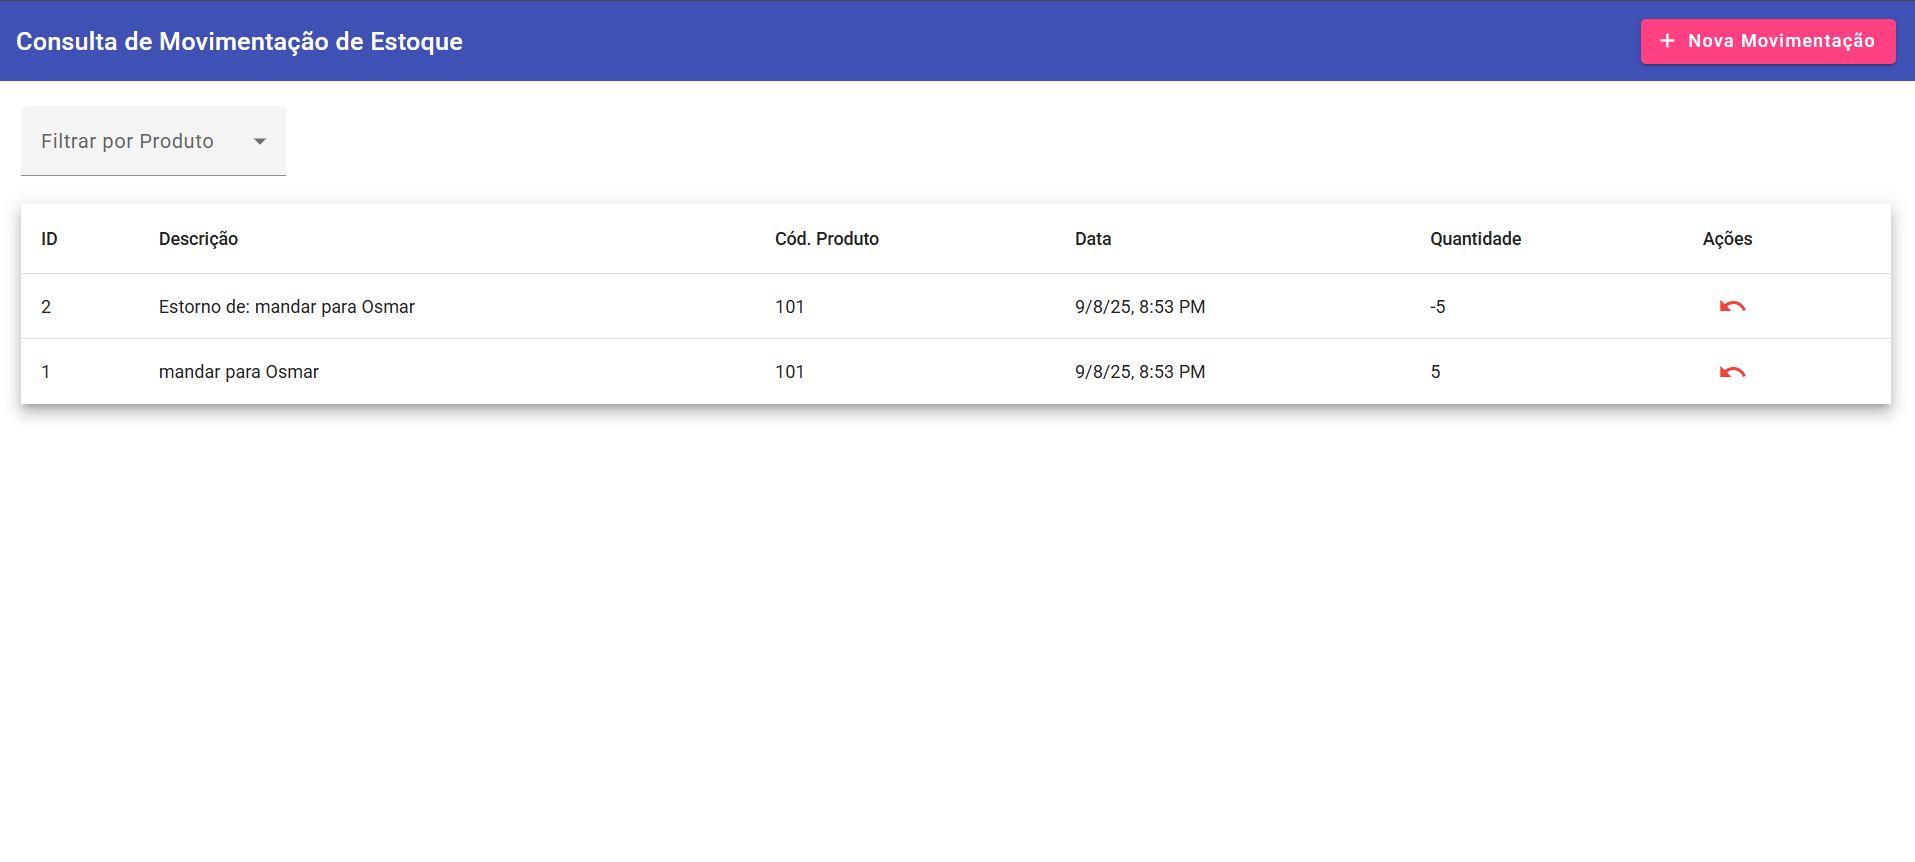 Consulta de Movimentação de Estoque
+ Nova Movimentação
Filtrar por Produto
ID Descrição Cód. Produto Data Quantidade Ações
2 Estorno de: mandar para Osmar 101 9/8/25, 8:53 PM -5
1 mandar para Osmar 101 9/8/25, 8:53 PM 5